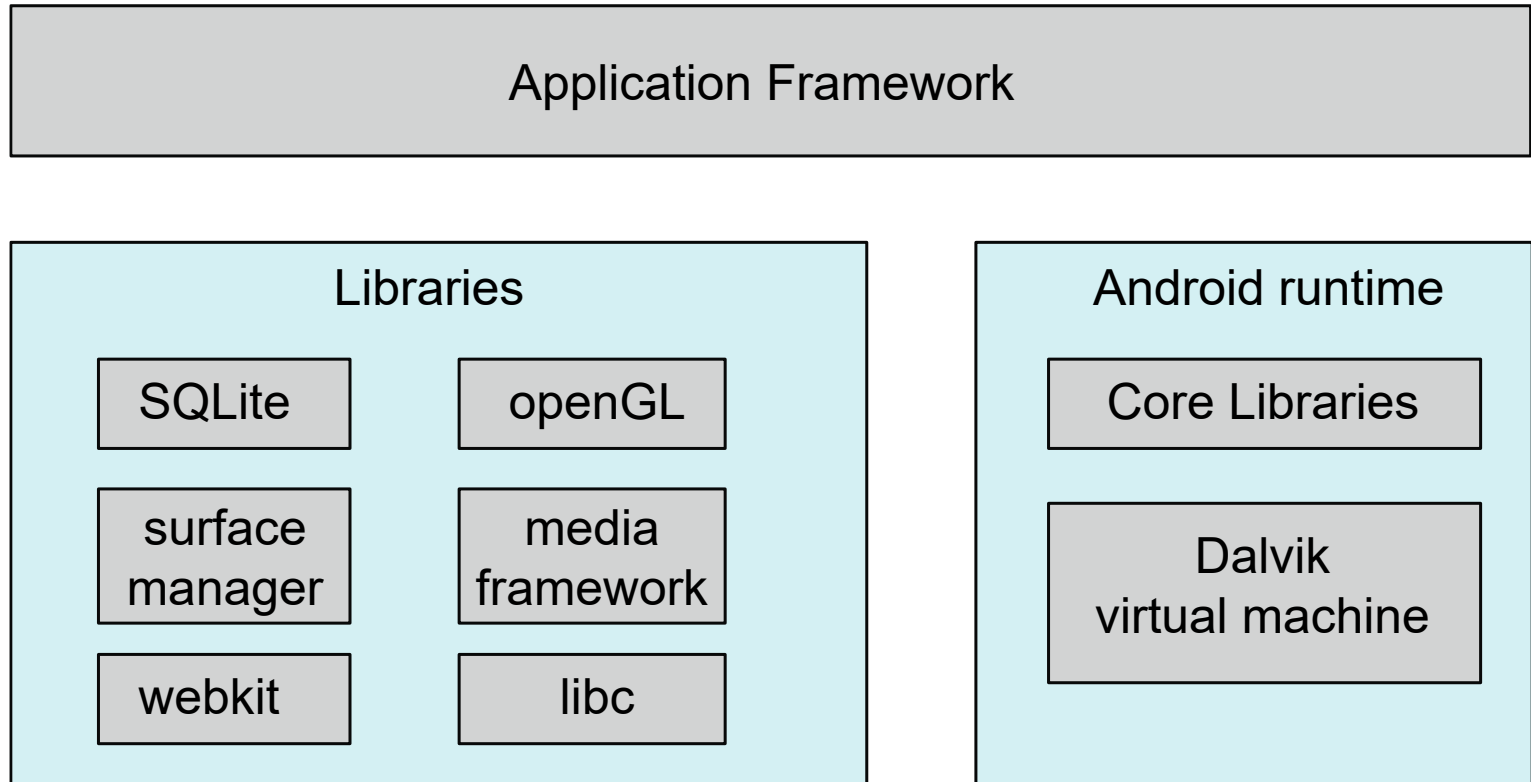 Application Framework
Libraries
SQLite
openGL
surface
manager
media
framework
webkit
libc
Android runtime
Core Libraries
Dalvik
virtual machine